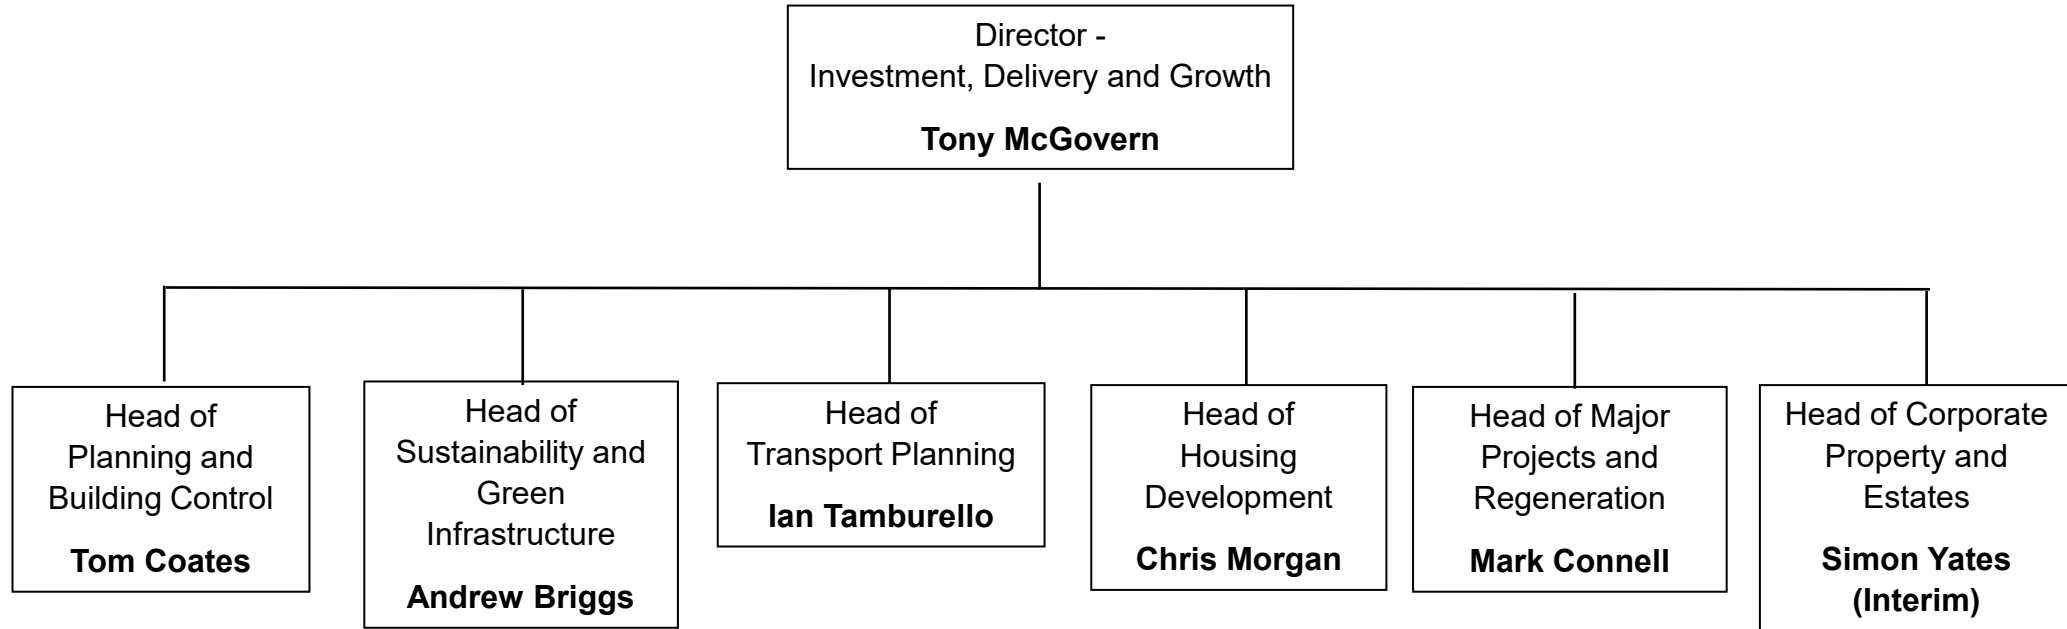 Director -
Investment, Delivery and Growth
Tony McGovern
Head of
Planning and
Building Control
Tom Coates
Head of
Sustainability and
Green
Infrastructure
Andrew Briggs
Head of
Transport Planning
Ian Tamburello
Head of
Housing
Development
Chris Morgan
Head of Major
Projects and
Regeneration
Mark Connell
Head of Corporate
Property and
Estates
Simon Yates
(Interim)